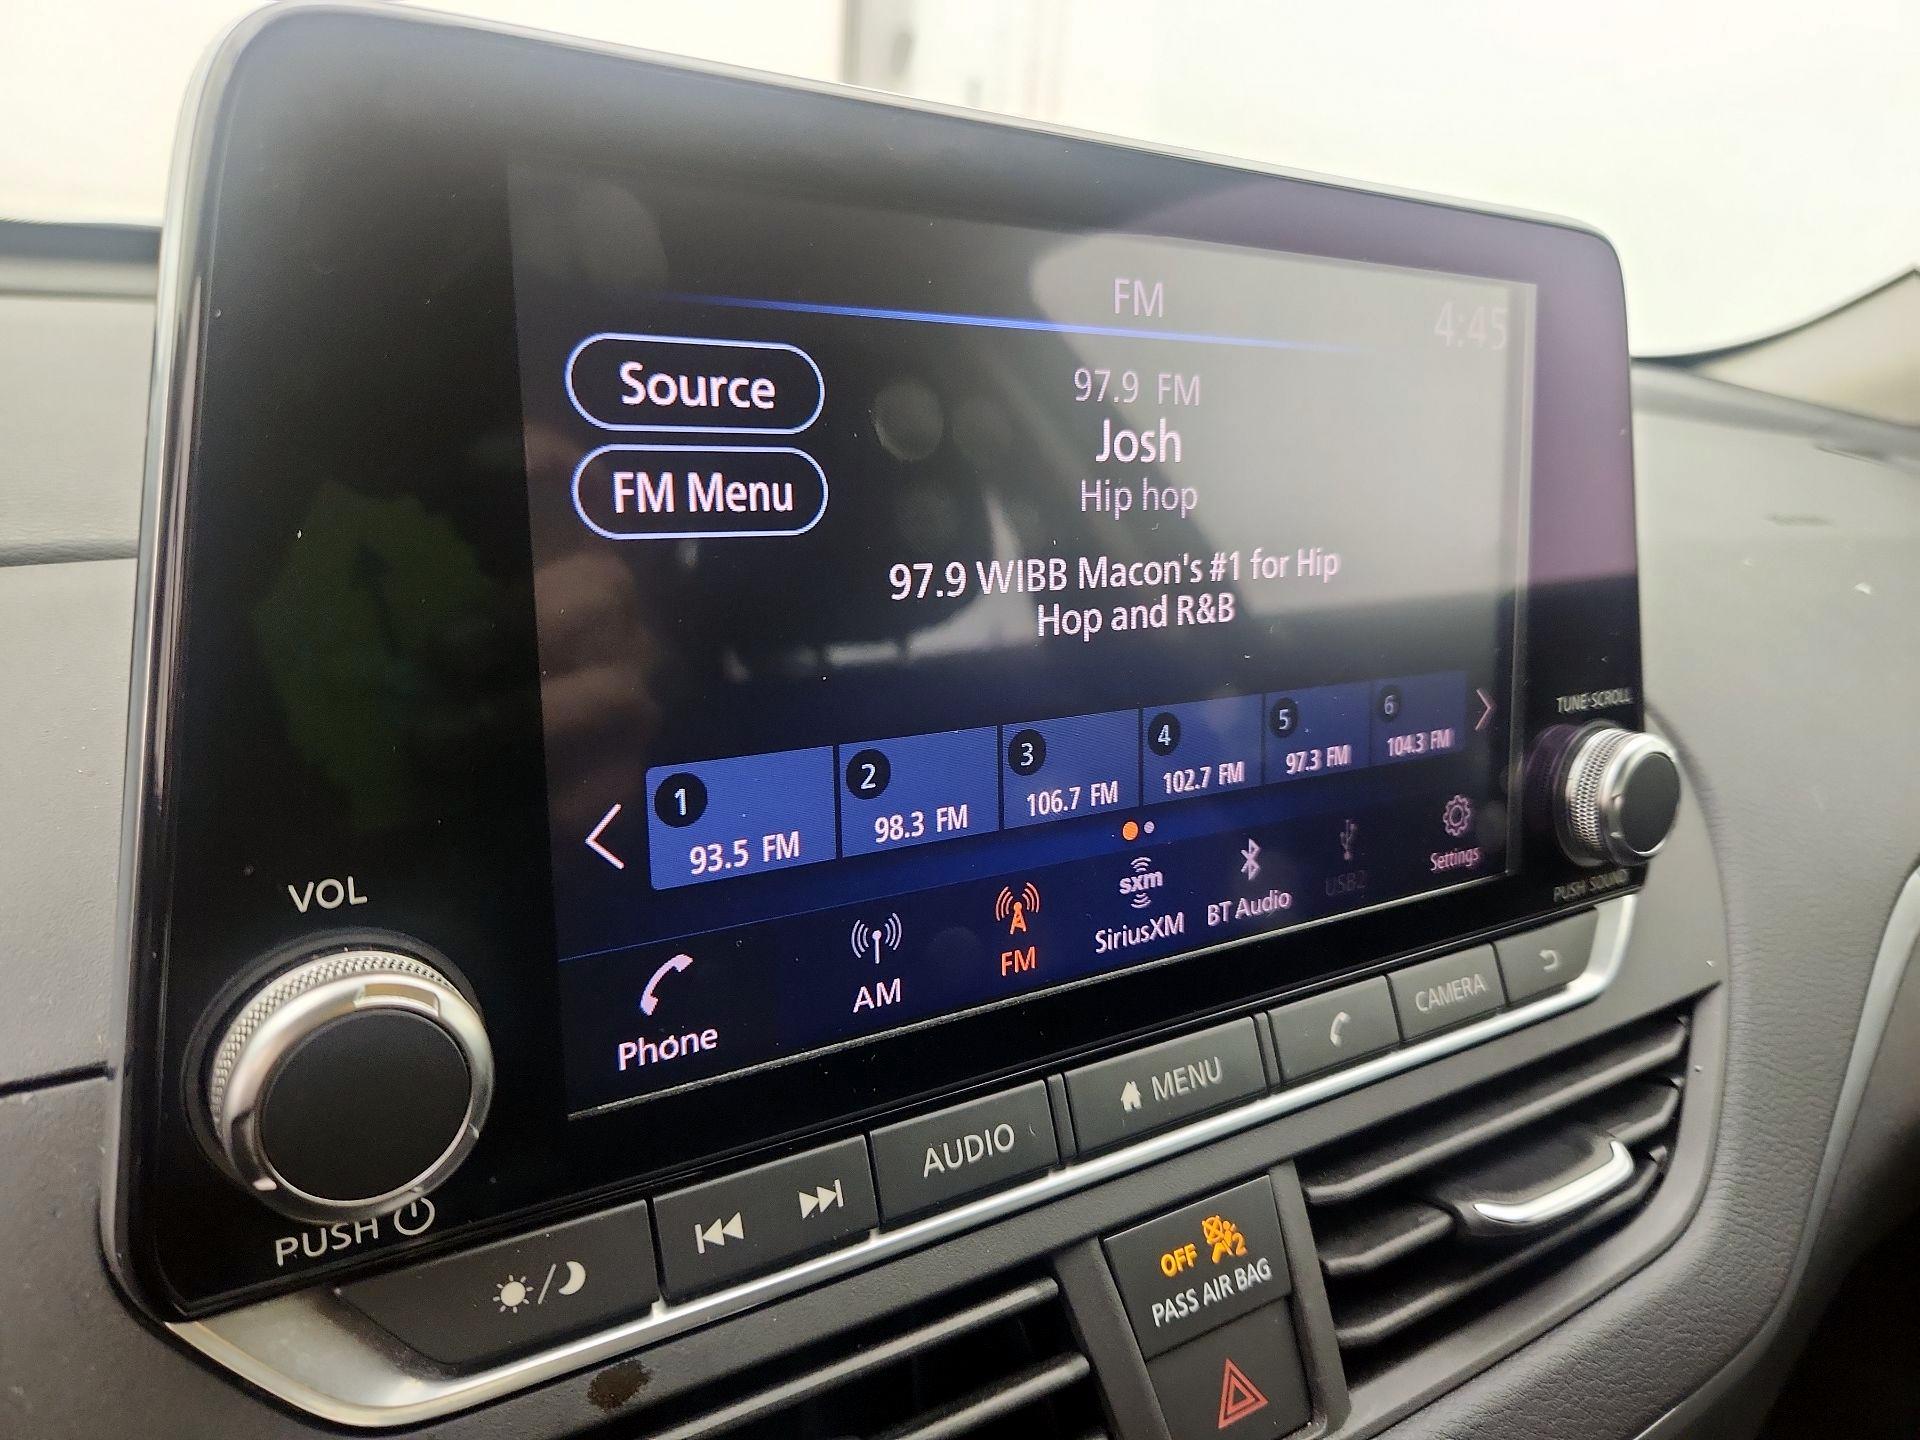 FM
4:45
Source
97.9 FM
Josh
FM Menu
Hip hop
97.9 WIBB Macon's #1 for Hip
Hop and R&B
TUNE·SCROLL
1
2
3
4
5
6
93.5 FM
98.3 FM
106.7 FM
102.7 FM
97.3 FM
104.3 FM
VOL
Phone
AM
FM
sxm
SiriusXM
BT Audio
USB2
Settings
PUSH SOUND
PUSH
AUDIO
MENU
CAMERA
OFF 2
PASS AIR BAG